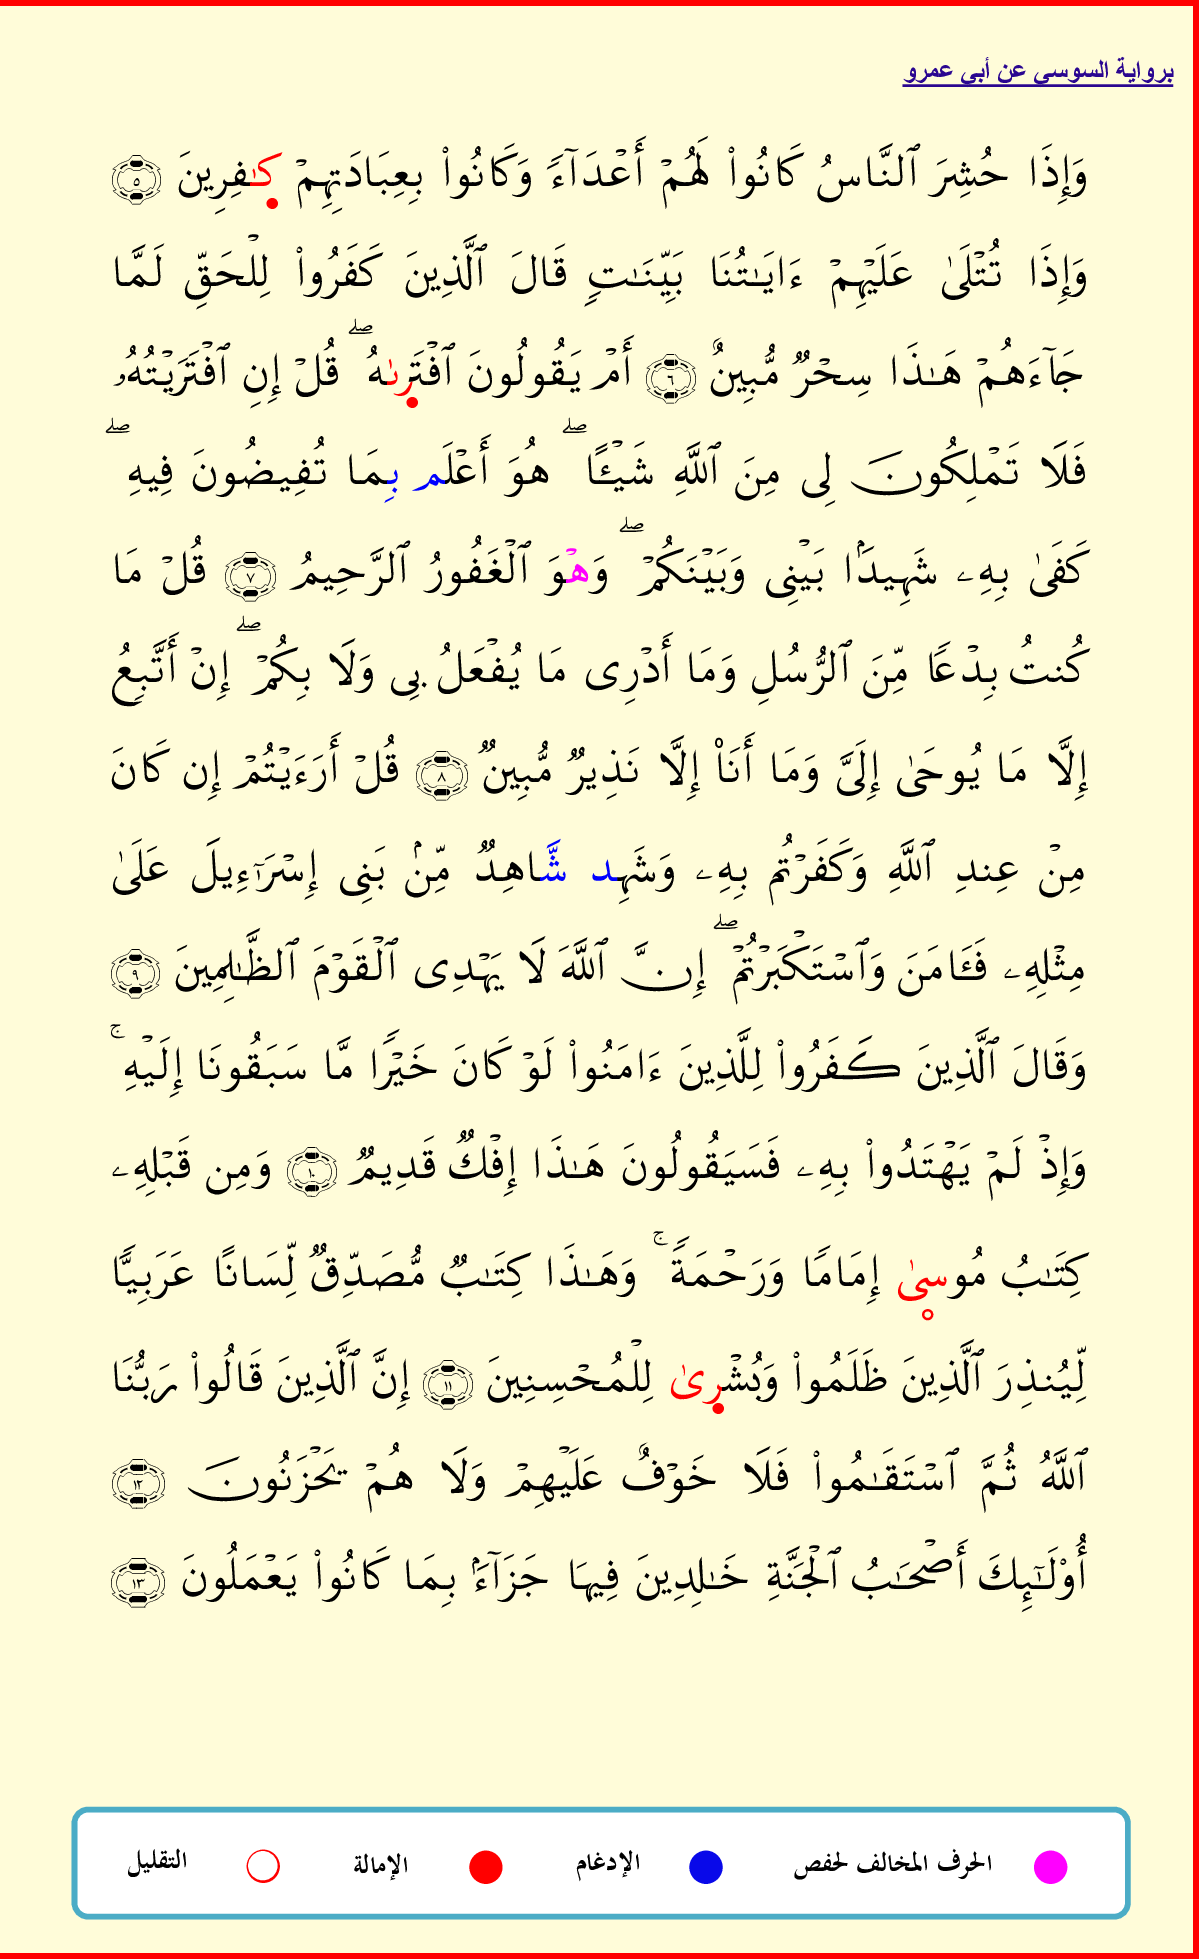 برواية السوسي عن أبي عمرو
وَإِذَا حُشِرَ ٱلنَّاسُ كَانُوا۟ لَهُمْ أَعْدَآءً وَكَانُوا۟ بِعِبَادَتِهِمْ كَـٰفِرِينَ ٥
وَإِذَا تُتْلَىٰ عَلَيْهِمْ ءَايَـٰتُنَا بَيِّنَـٰتٍ قَالَ ٱلَّذِينَ كَفَرُوا۟ لِلْحَقِّ لَمَّا
جَآءَهُمْ هَـٰذَا سِحْرٌ مُّبِينٌ ٦ أَمْ يَقُولُونَ ٱفْتَرِىٰهُ ۖ قُلْ إِنِ ٱفْتَرَيْتُهُۥ
فَلَا تَمْلِكُونَ لِى مِنَ ٱللَّهِ شَيْـًٔا ۖ هُوَ أَعْلَم بِمَا تُفِيضُونَ فِيهِ ۖ
كَفَىٰ بِهِۦ شَهِيدًۢا بَيْنِى وَبَيْنَكُمْ ۖ وَهْوَ ٱلْغَفُورُ ٱلرَّحِيمُ ٧ قُلْ مَا
كُنتُ بِدْعًا مِّنَ ٱلرُّسُلِ وَمَا أَدْرِى مَا يُفْعَلُ بِى وَلَا بِكُمْ ۖ إِنْ أَتَّبِعُ
إِلَّا مَا يُوحَىٰ إِلَىَّ وَمَا أَنَا۠ إِلَّا نَذِيرٌ مُّبِينٌ ٨ قُلْ أَرَءَيْتُمْ إِن كَانَ
مِنْ عِندِ ٱللَّهِ وَكَفَرْتُم بِهِۦ وَشَهِد شَّاهِدٌ مِّنۢ بَنِى إِسْرَـٰٓءِيلَ عَلَىٰ
مِثْلِهِۦ فَـَٔامَنَ وَٱسْتَكْبَرْتُمْ ۖ إِنَّ ٱللَّهَ لَا يَهْدِى ٱلْقَوْمَ ٱلظَّـٰلِمِينَ ٩
وَقَالَ ٱلَّذِينَ كَفَرُوا۟ لِلَّذِينَ ءَامَنُوا۟ لَوْ كَانَ خَيْرًا مَّا سَبَقُونَا إِلَيْهِ ۚ
وَإِذْ لَمْ يَهْتَدُوا۟ بِهِۦ فَسَيَقُولُونَ هَـٰذَا إِفْكٌ قَدِيمٌ ١٠ وَمِن قَبْلِهِۦ
كِتَـٰبُ مُوسِىٰ إِمَامًا وَرَحْمَةً ۚ وَهَـٰذَا كِتَـٰبٌ مُّصَدِّقٌ لِّسَانًا عَرَبِيًّا
لِّيُنذِرَ ٱلَّذِينَ ظَلَمُوا۟ وَبُشْرِىٰ لِلْمُحْسِنِينَ ١١ إِنَّ ٱلَّذِينَ قَالُوا۟ رَبُّنَا
ٱللَّهُ ثُمَّ ٱسْتَقَـٰمُوا۟ فَلَا خَوْفٌ عَلَيْهِمْ وَلَا هُمْ يَحْزَنُونَ ١٢
أُو۟لَـٰٓئِكَ أَصْحَـٰبُ ٱلْجَنَّةِ خَـٰلِدِينَ فِيهَا جَزَآءًۢ بِمَا كَانُوا۟ يَعْمَلُونَ ١٣
الحرف المخالف لحفص الإدغام الإمالة التقليل